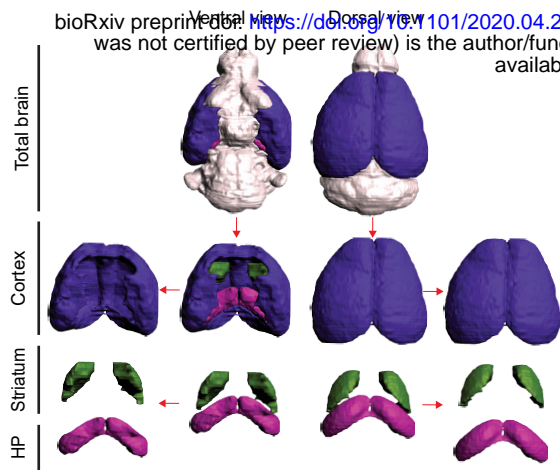 bioRxiv preprint doi: https://doi.org/10.1101/2020.04.2
was not certified by peer review) is the author/fun
availab
Ventral view
Dorsal view
Total brain
Cortex
Striatum
HP